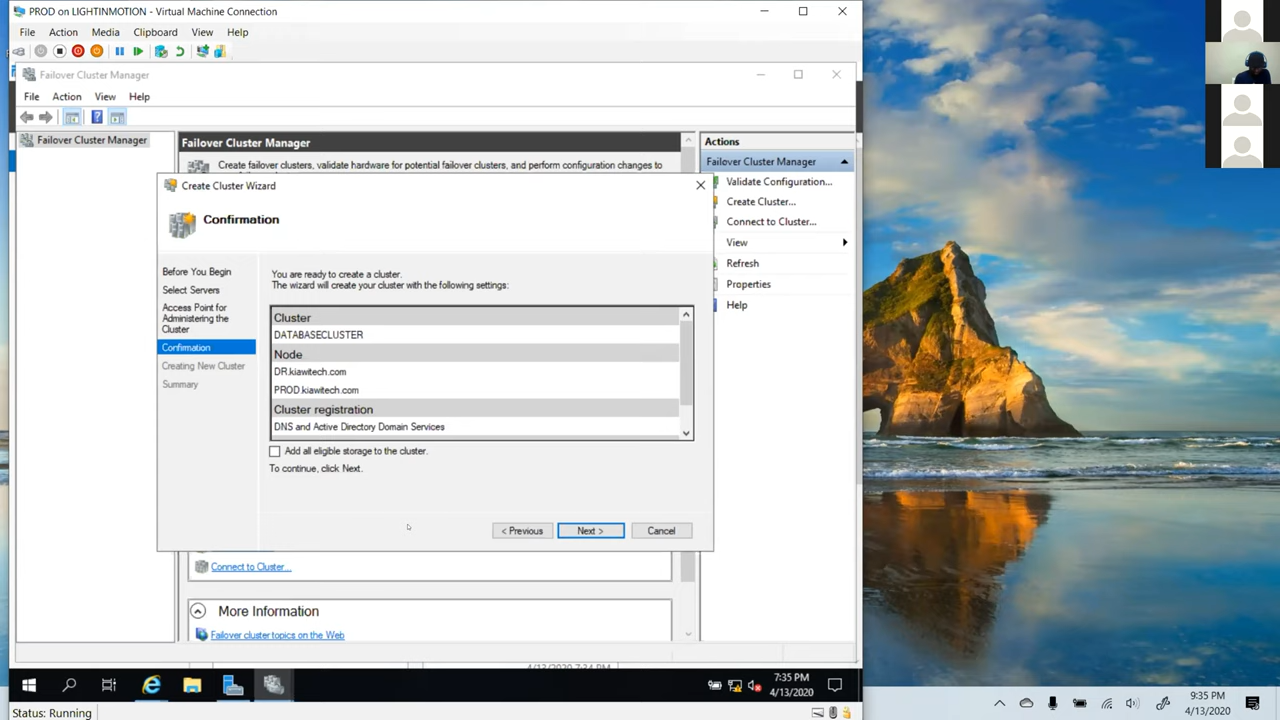 PROD on LIGHTINMOTION - Virtual Machine Connection
File Action Media Clipboard View Help
Failover Cluster Manager
File Action View Help
Failover Cluster Manager
Failover Cluster Manager
Create failover clusters, validate hardware for potential failover clusters, and perform configuration changes to
Actions
Failover Cluster Manager
Validate Configuration...
Create Cluster...
Connect to Cluster...
View
Refresh
Properties
Help
Create Cluster Wizard
Confirmation
Before You Begin
Select Servers
Access Point for
Administering the
Cluster
Confirmation
Creating New Cluster
Summary
You are ready to create a cluster.
The wizard will create your cluster with the following settings:
Cluster
DATABASECLUSTER
Node
DR.kiawitech.com
PROD.kiawitech.com
Cluster registration
DNS and Active Directory Domain Services
Add all eligible storage to the cluster.
To continue, click Next.
< Previous
Next >
Cancel
Connect to Cluster...
More Information
Failover cluster topics on the Web
4/13/2020 7:34 PM
7:35 PM
4/13/2020
Status: Running
9:35 PM
4/13/2020